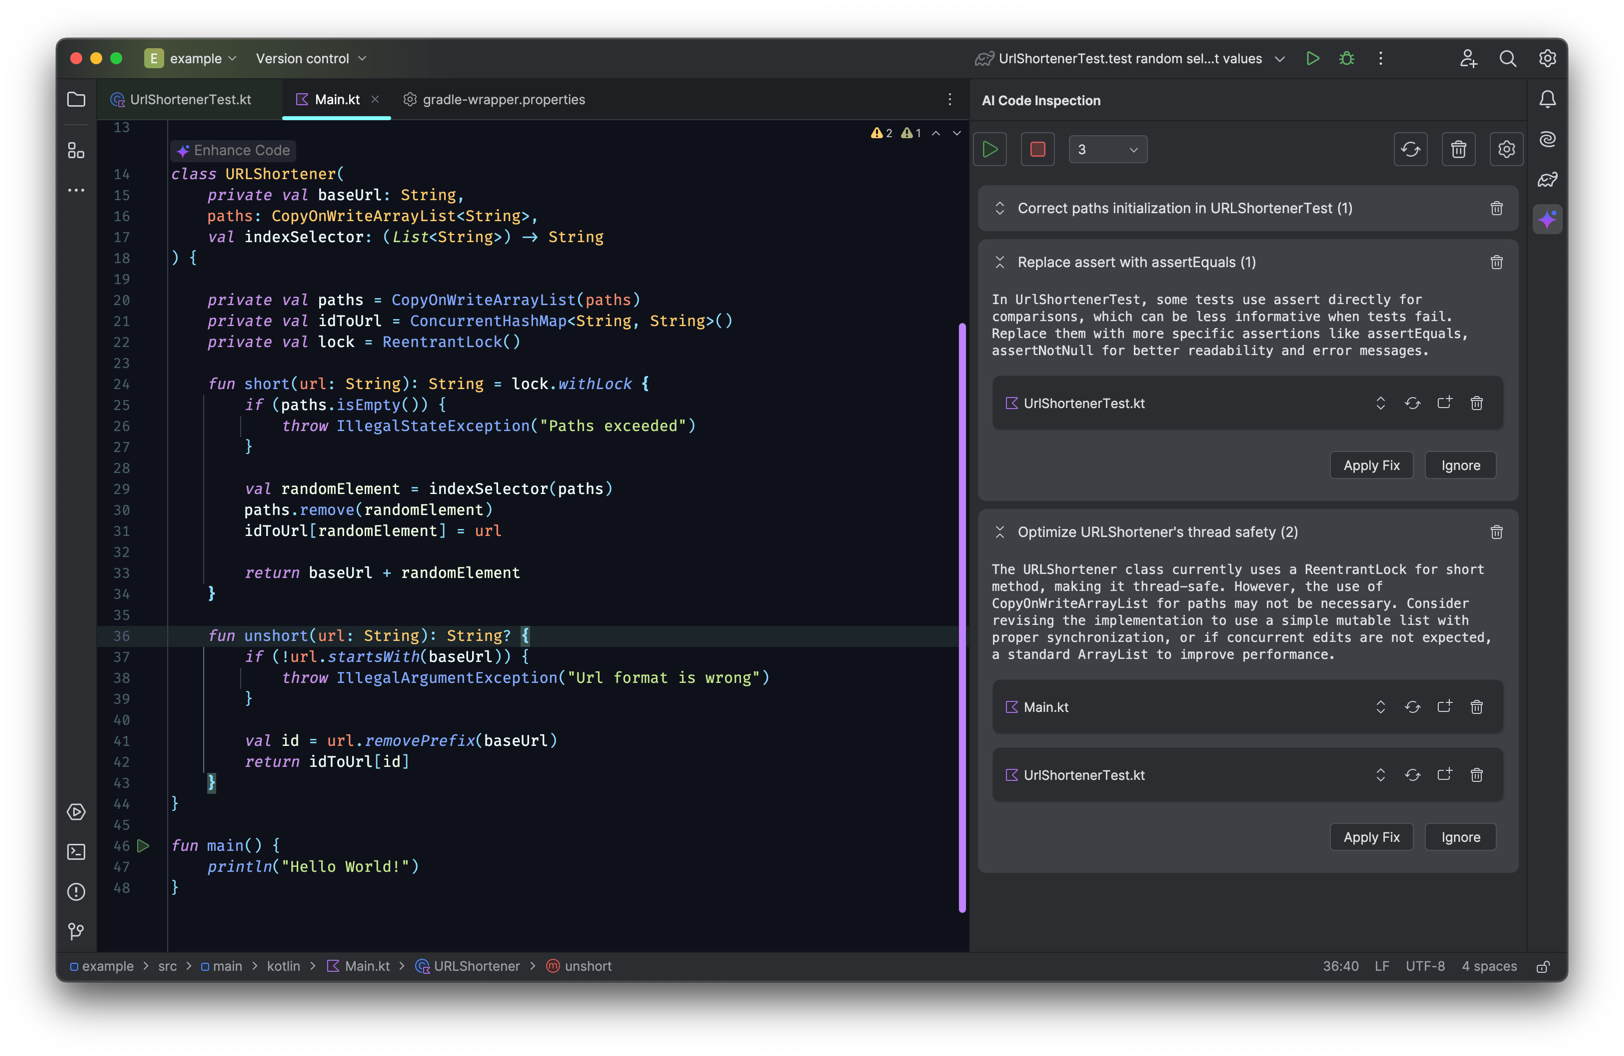 E example Version control
UrlShortenerTest.test random sel...t values
UrlShortenerTest.kt Main.kt gradle-wrapper.properties
AI Code Inspection
13
2 1
Enhance Code
14 class URLShortener(
15 private val baseUrl: String,
16 paths: CopyOnWriteArrayList<String>,
17 val indexSelector: (List<String>) → String
18 ) {
19
20 private val paths = CopyOnWriteArrayList(paths)
21 private val idToUrl = ConcurrentHashMap<String, String>()
22 private val lock = ReentrantLock()
23
24 fun short(url: String): String = lock.withLock {
25 if (paths.isEmpty()) {
26 throw IllegalStateException("Paths exceeded")
27 }
28
29 val randomElement = indexSelector(paths)
30 paths.remove(randomElement)
31 idToUrl[randomElement] = url
32
33 return baseUrl + randomElement
34 }
35
36 fun unshort(url: String): String? {
37 if (!url.startsWith(baseUrl)) {
38 throw IllegalArgumentException("Url format is wrong")
39 }
40
41 val id = url.removePrefix(baseUrl)
42 return idToUrl[id]
43 }
44 }
45
46 fun main() {
47 println("Hello World!")
48 }
3
Correct paths initialization in URLShortenerTest (1)
Replace assert with assertEquals (1)
In UrlShortenerTest, some tests use assert directly for
comparisons, which can be less informative when tests fail.
Replace them with more specific assertions like assertEquals,
assertNotNull for better readability and error messages.
UrlShortenerTest.kt
Apply Fix Ignore
Optimize URLShortener's thread safety (2)
The URLShortener class currently uses a ReentrantLock for short
method, making it thread-safe. However, the use of
CopyOnWriteArrayList for paths may not be necessary. Consider
revising the implementation to use a simple mutable list with
proper synchronization, or if concurrent edits are not expected,
a standard ArrayList to improve performance.
Main.kt
UrlShortenerTest.kt
Apply Fix Ignore
example > src > main > kotlin > Main.kt > URLShortener > m unshort
36:40 LF UTF-8 4 spaces